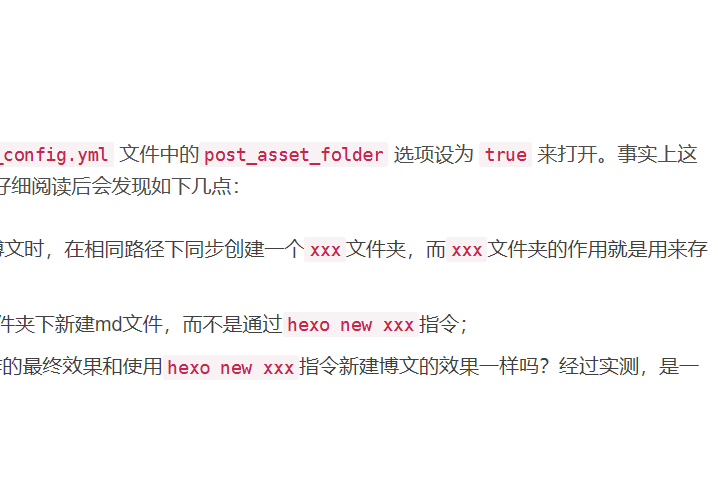 _config.yml 文件中的 post_asset_folder 选项设为 true 来打开。事实上这
仔细阅读后会发现如下几点：
博文时，在相同路径下同步创建一个 xxx 文件夹，而 xxx 文件夹的作用就是用来存
件夹下新建md文件，而不是通过 hexo new xxx 指令；
的最终效果和使用 hexo new xxx 指令新建博文的效果一样吗？经过实测，是一